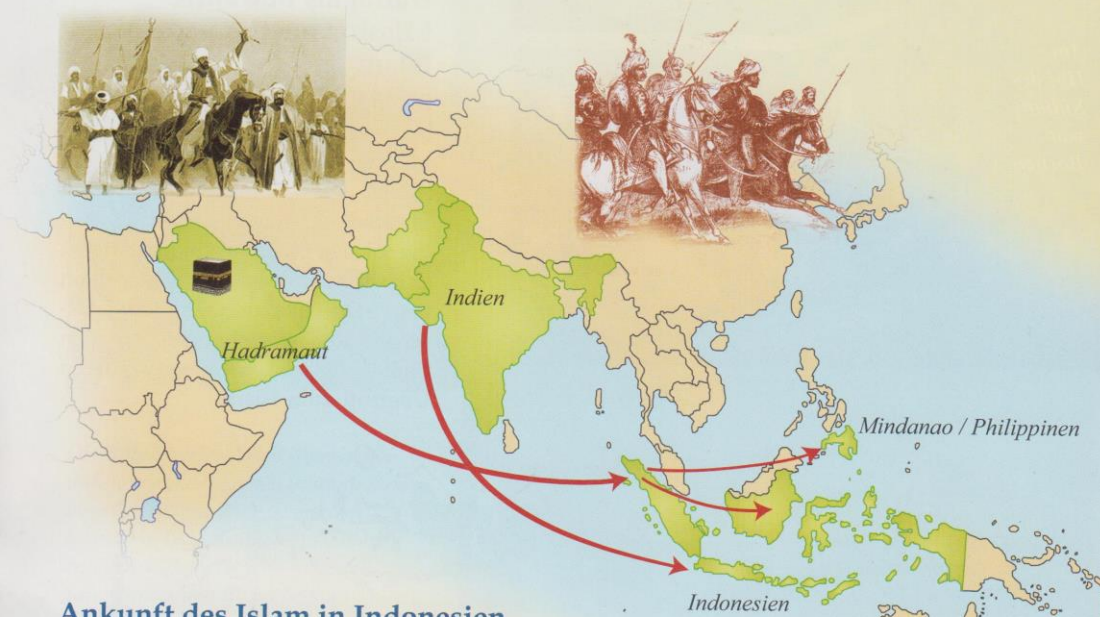 Indien
Hadramaut
Mindanao / Philippinen
Indonesien
Ankunft des Islam in Indonesien